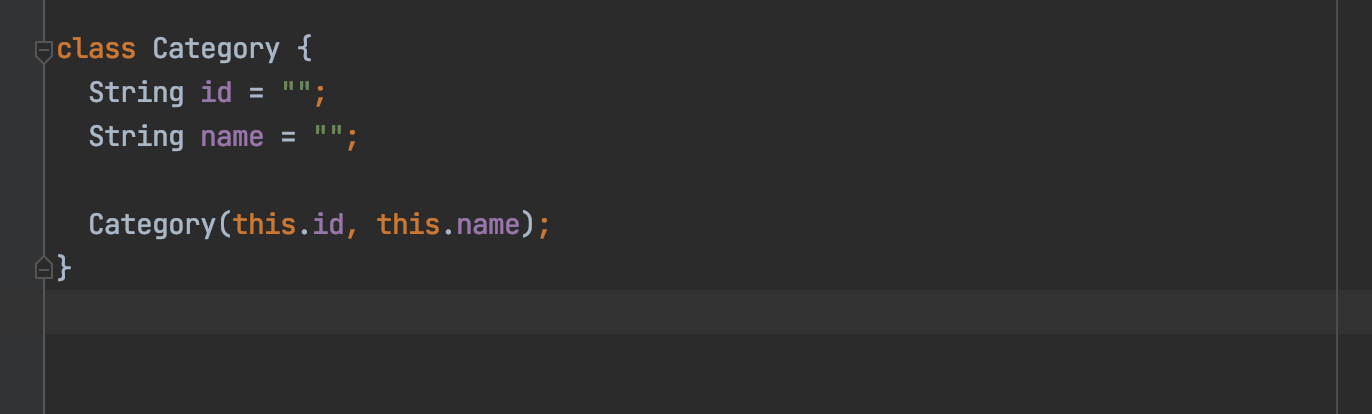 class Category {
  String id = "";
  String name = "";

  Category(this.id, this.name);
}